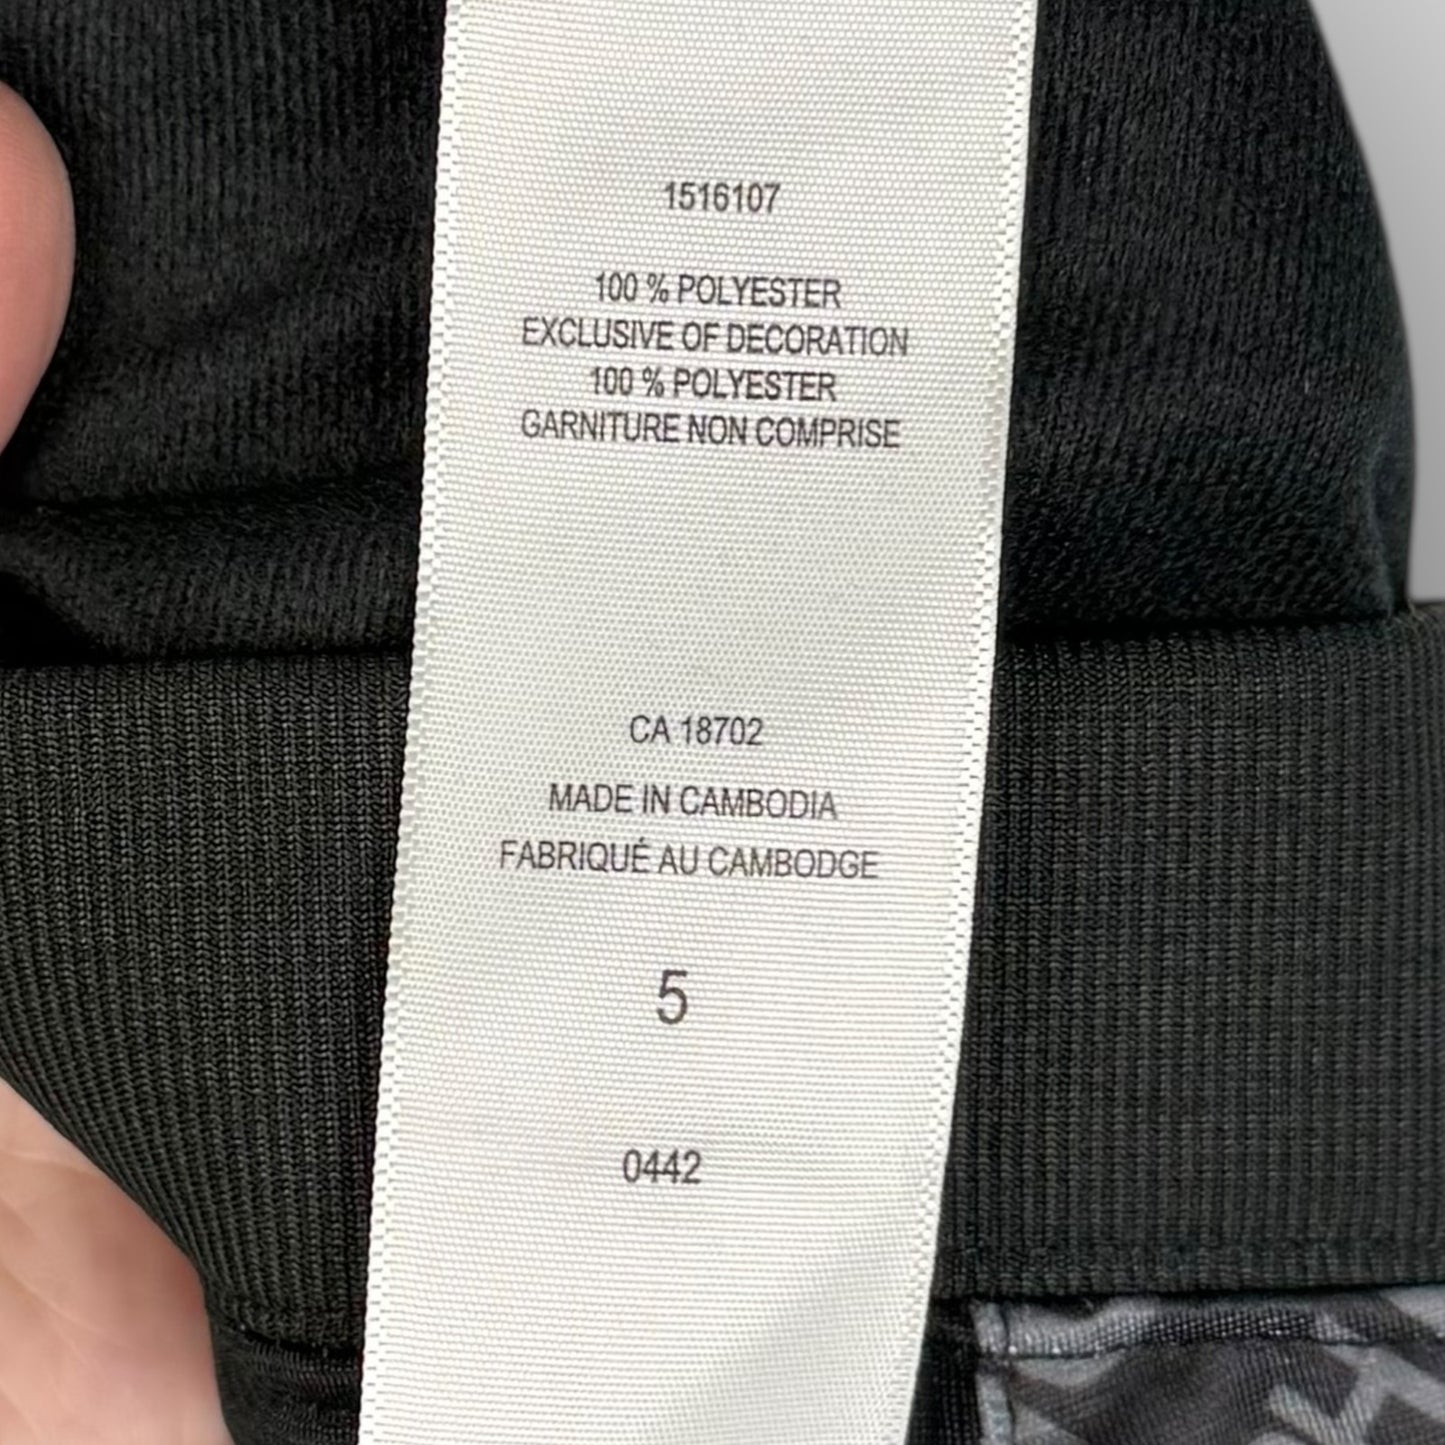 1516107
100 % POLYESTER
EXCLUSIVE OF DECORATION
100 % POLYESTER
GARNITURE NON COMPRISE
CA 18702
MADE IN CAMBODIA
FABRIQUÉ AU CAMBODGE
5
0442